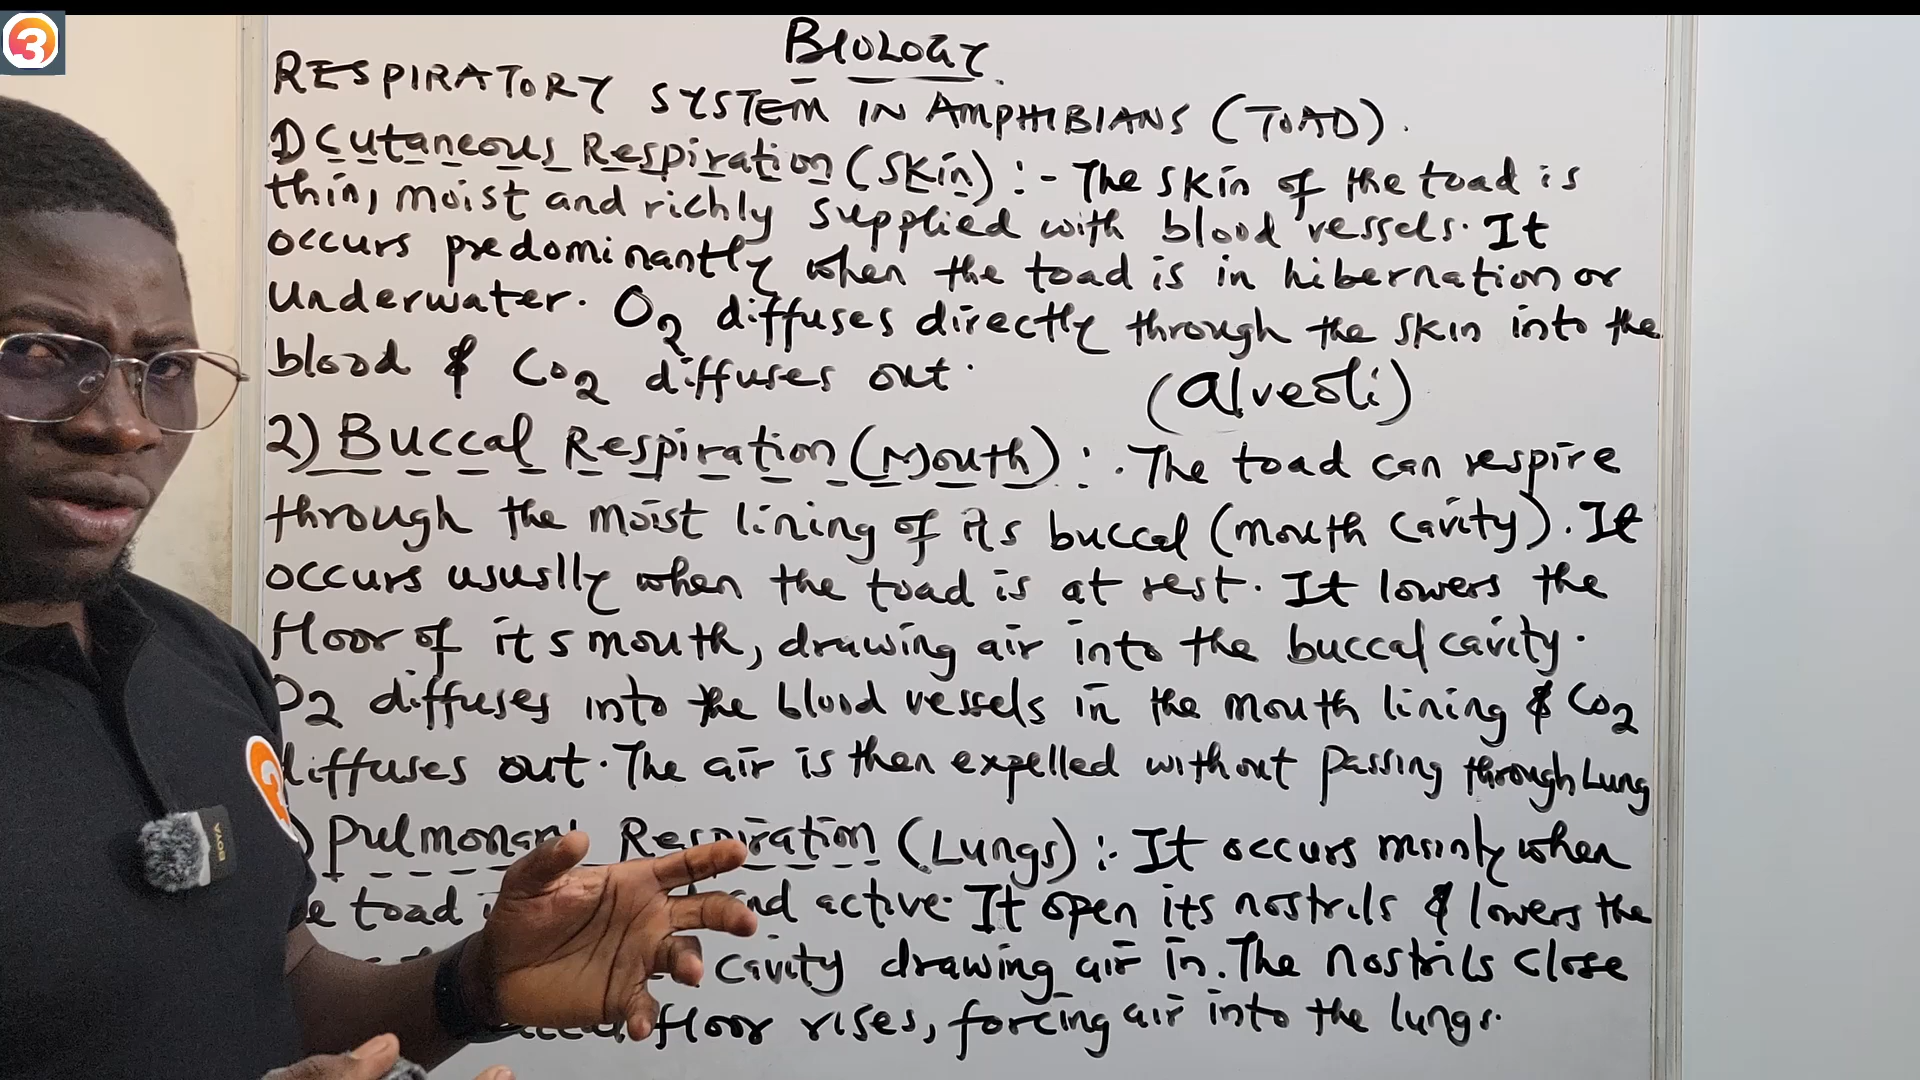 3
BIOLOGY.
RESPIRATORY SYSTEM IN AMPHIBIANS (TOAD).
1) Cutaneous Respiration (Skin) :- The skin of the toad is
thin, moist and richly supplied with blood vessels. It
occurs predominantly when the toad is in hibernation or
underwater. O2 diffuses directly through the skin into the
blood & CO2 diffuses out.
(alveoli)
2) Buccal Respiration (Mouth) : . The toad can respire
through the moist lining of its buccal (mouth cavity). It
occurs ususlly when the toad is at rest. It lowers the
floor of its mouth, drawing air into the buccal cavity.
O2 diffuses into the blood vessels in the mouth lining & CO2
diffuses out. The air is then expelled without passing through Lung
) Pulmonary Respiration (Lungs) :- It occurs mainly when
toad active. It open its nostrils & lowers the
cavity drawing air in. The nostrils close
floor rises, forcing air into the lungs.
BOYA